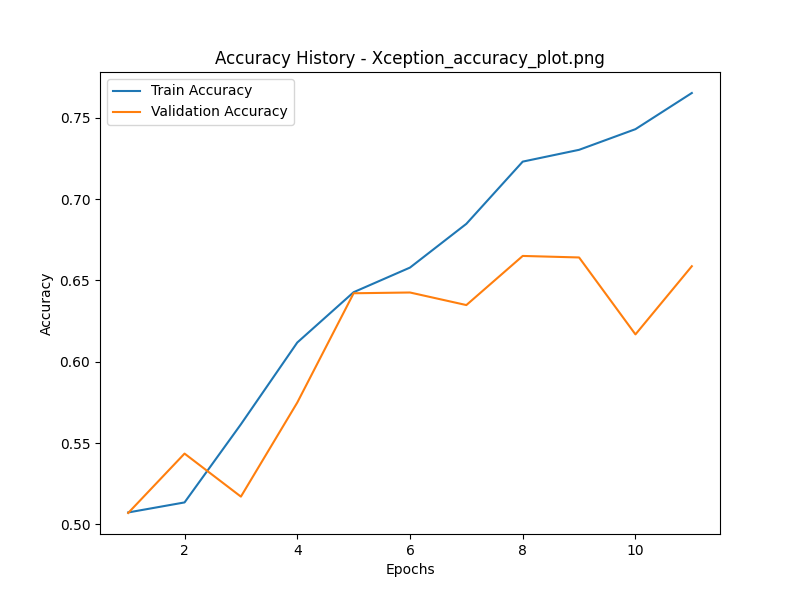 Accuracy History - Xception_accuracy_plot.png
Train Accuracy
Validation Accuracy
Accuracy
0.75
0.70
0.65
0.60
0.55
0.50
2 4 6 8 10
Epochs